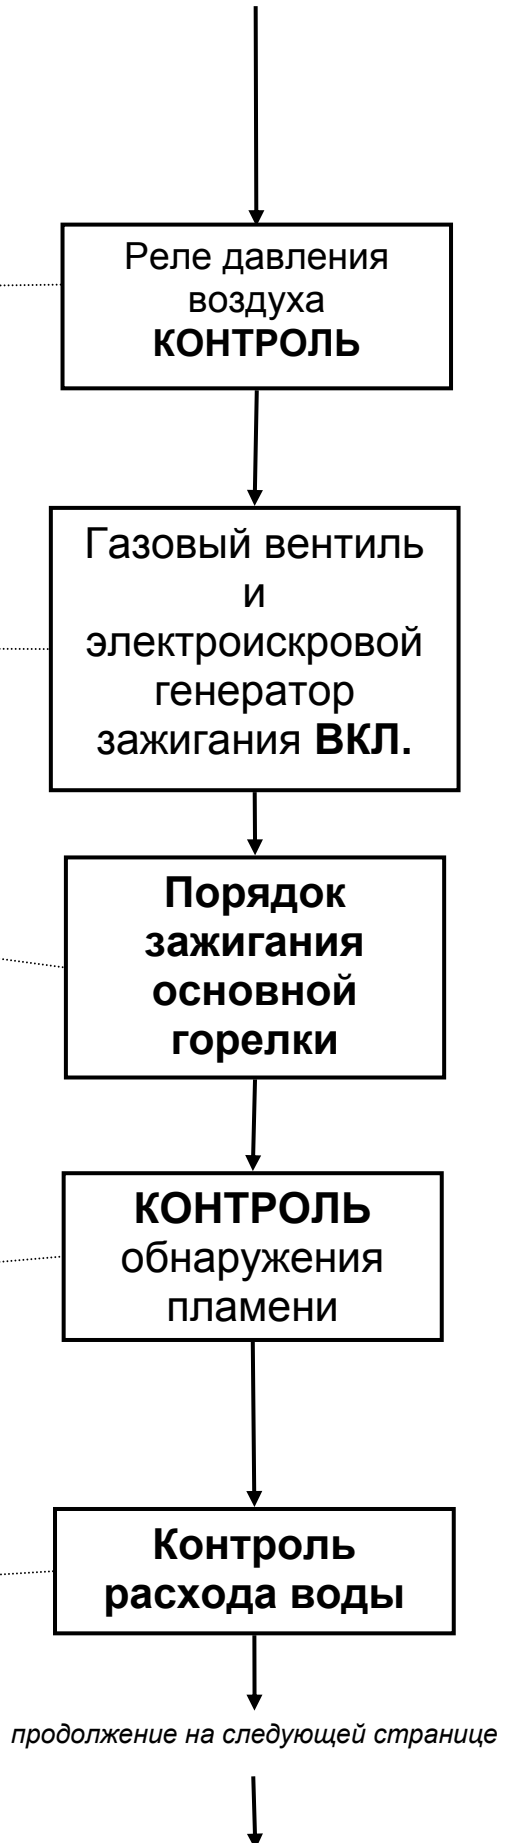 Реле давления
воздуха
КОНТРОЛЬ
Газовый вентиль
и
электроискровой
генератор
зажигания ВКЛ.
Порядок
зажигания
основной
горелки
КОНТРОЛЬ
обнаружения
пламени
Контроль
расхода воды
продолжение на следующей странице